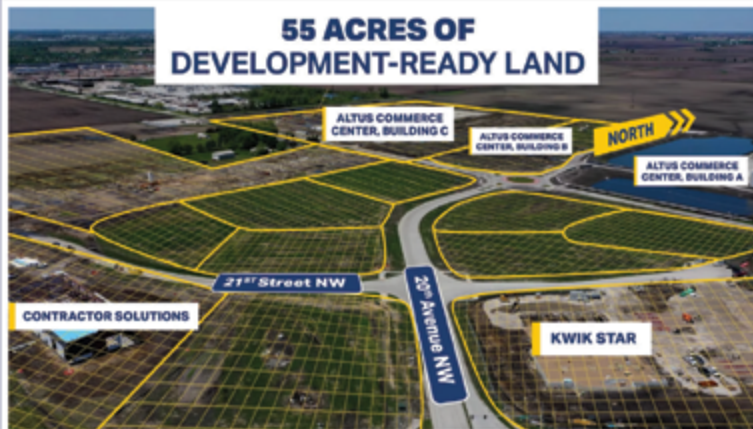 55 ACRES OF
DEVELOPMENT-READY LAND
ALTUS COMMERCE
CENTER, BUILDING C
ALTUS COMMERCE
CENTER, BUILDING B
NORTH
ALTUS COMMERCE
CENTER, BUILDING A
21ST Street NW
20th Avenue NW
CONTRACTOR SOLUTIONS
KWIK STAR